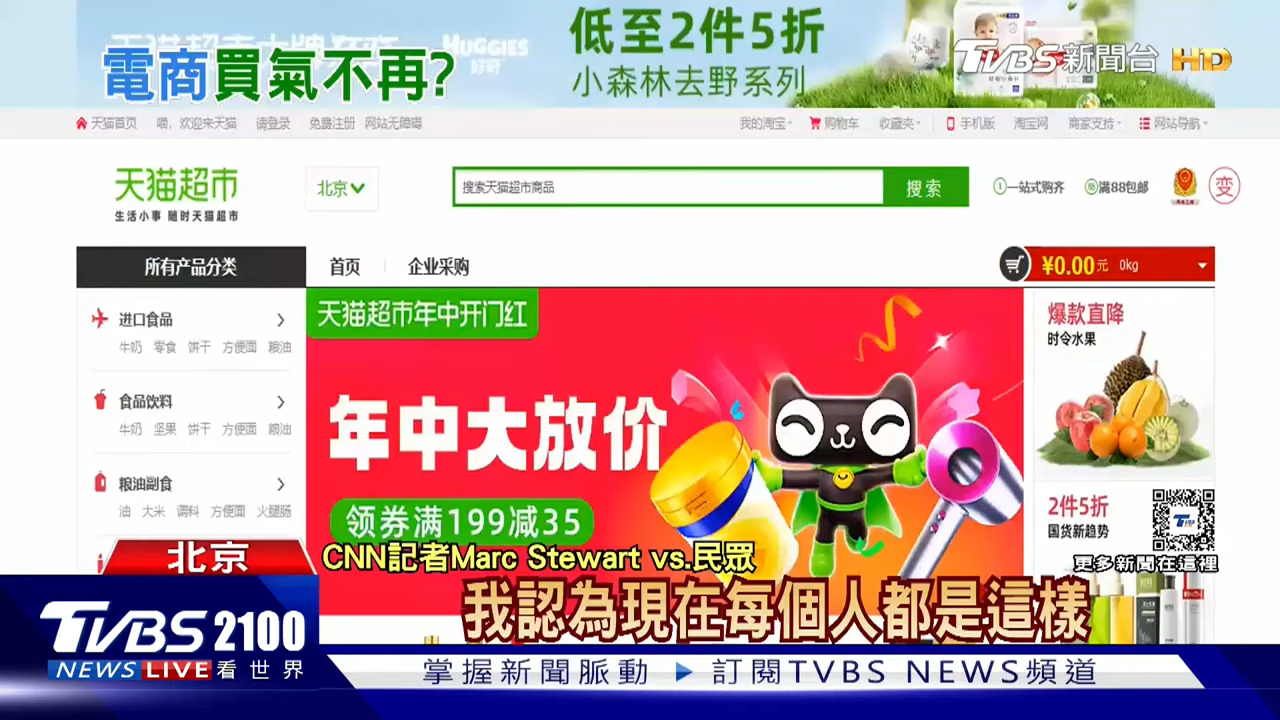 低至2件5折
小森林去野系列
HUGGIES
好奇
電商買氣不再?
TVBS新聞台 HD
天猫首页 喵，欢迎来天猫 请登录 免费注册 网站无障碍
我的淘宝 购物车 收藏夹 手机版 淘宝网 商家支持 网站导航
天猫超市
生活小事 随时天猫超市
北京
搜索天猫超市商品
搜索
1 一站式购齐 88 满88包邮
变
所有产品分类
首页 企业采购
¥0.00元 0kg
进口食品
牛奶 零食 饼干 方便面 粮油
食品饮料
牛奶 坚果 饼干 方便面 粮油
粮油副食
油 大米 调料 方便面 火腿肠
天猫超市年中开门红
年中大放价
领券满199减35
爆款直降
时令水果
2件5折
国货新趋势
更多新聞在這裡
北京
CNN記者Marc Stewart vs.民眾
我認為現在每個人都是這樣
TVBS 2100
NEWS LIVE 看世界
掌握新聞脈動 訂閱TVBS NEWS頻道